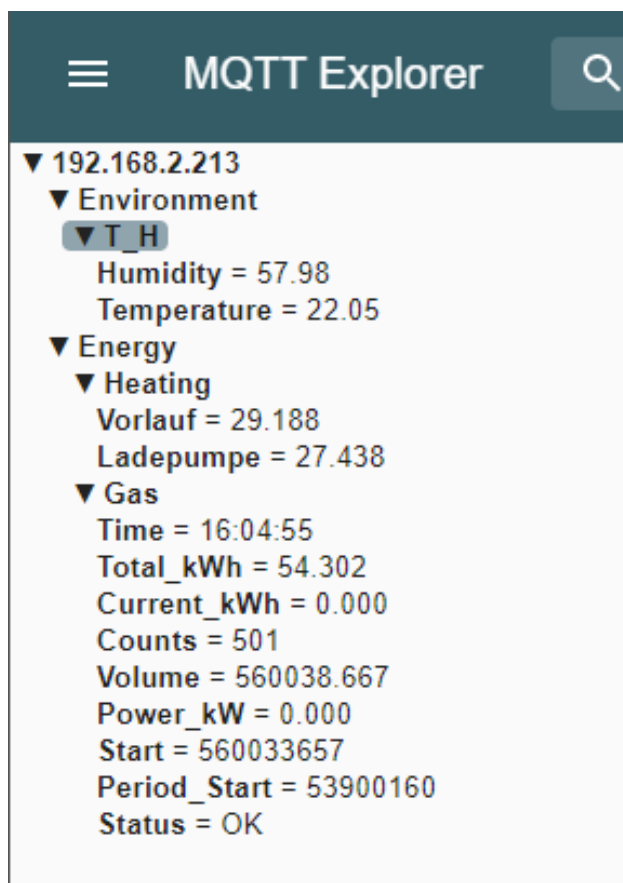 MQTT Explorer
▼ 192.168.2.213
▼ Environment
▼ T_H
Humidity = 57.98
Temperature = 22.05
▼ Energy
▼ Heating
Vorlauf = 29.188
Ladepumpe = 27.438
▼ Gas
Time = 16:04:55
Total_kWh = 54.302
Current_kWh = 0.000
Counts = 501
Volume = 560038.667
Power_kW = 0.000
Start = 560033657
Period_Start = 53900160
Status = OK